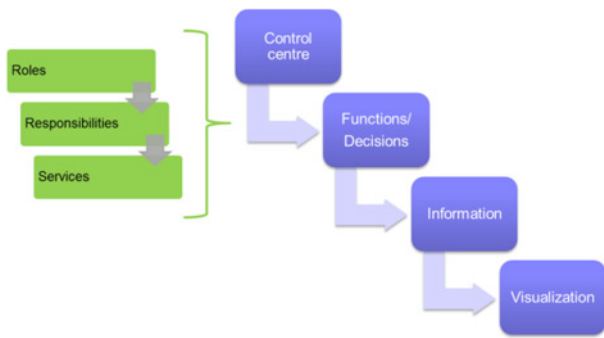 Roles
Responsibilities
Services
Control
centre
Functions/
Decisions
Information
Visualization